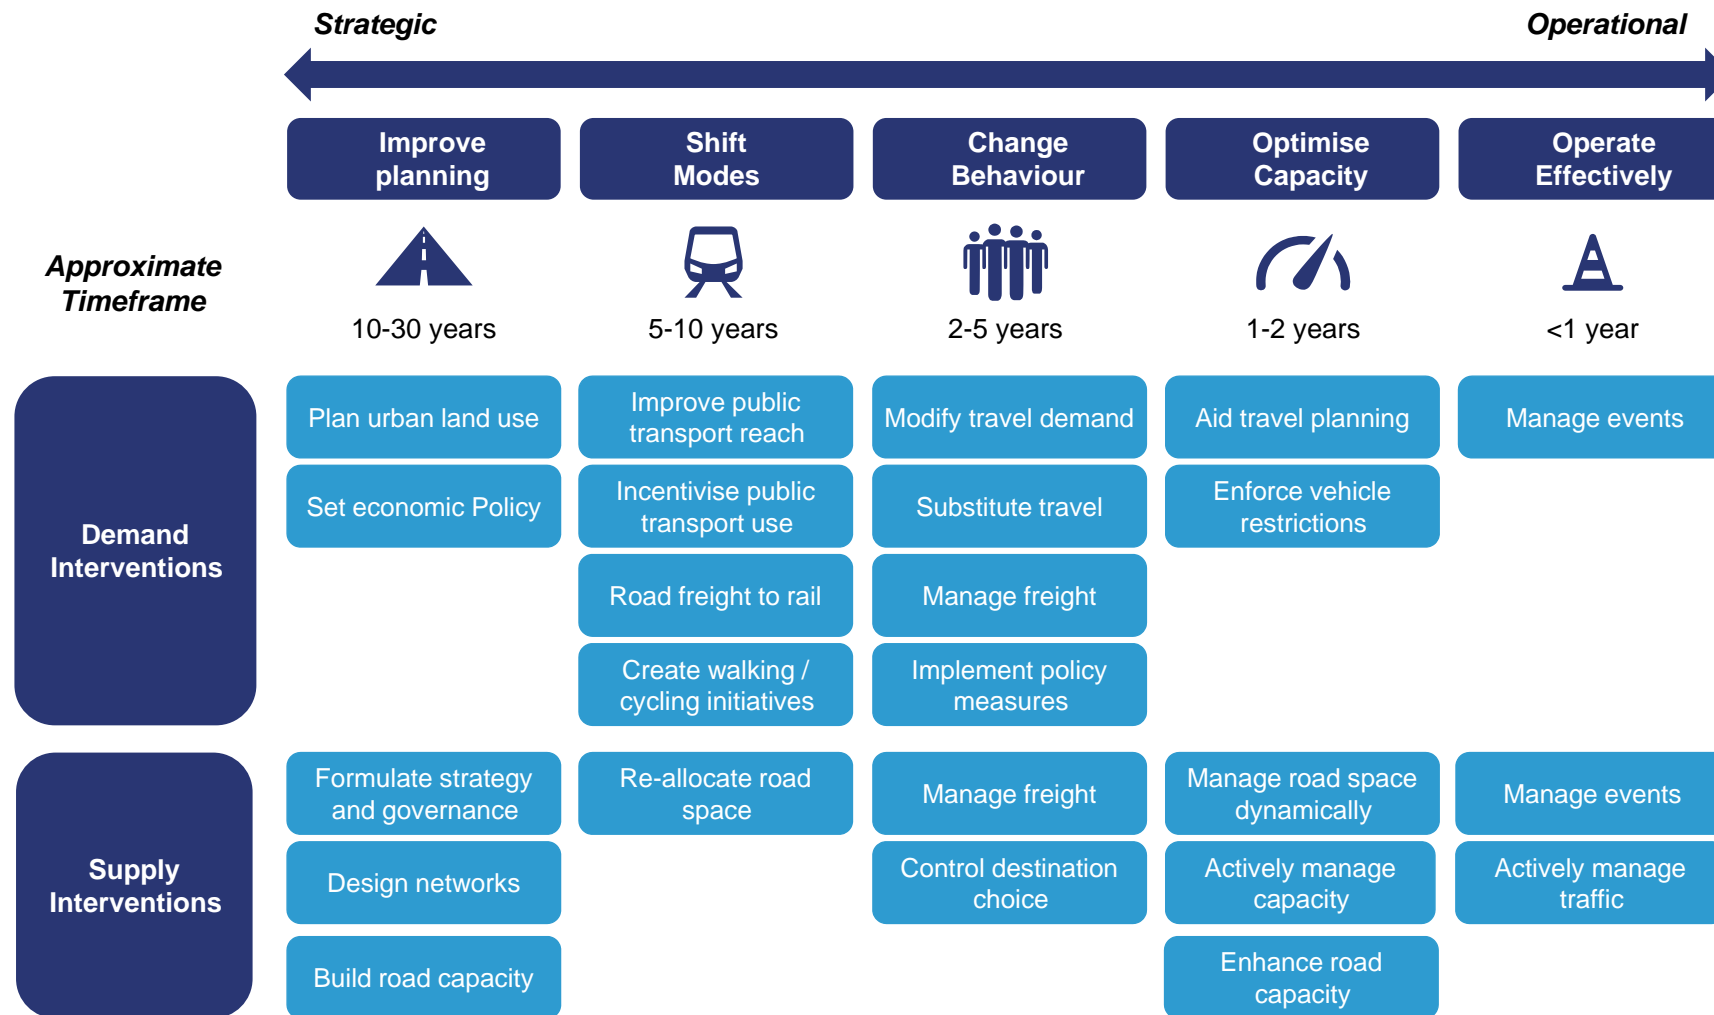 Strategic
Operational
Improve
planning
Shift
Modes
Change
Behaviour
Optimise
Capacity
Operate
Effectively
Approximate
Timeframe
10-30 years
5-10 years
2-5 years
1-2 years
<1 year
Demand
Interventions
Plan urban land use
Improve public
transport reach
Modify travel demand
Aid travel planning
Manage events
Set economic Policy
Incentivise public
transport use
Substitute travel
Enforce vehicle
restrictions
Road freight to rail
Manage freight
Create walking /
cycling initiatives
Implement policy
measures
Supply
Interventions
Formulate strategy
and governance
Re-allocate road
space
Manage freight
Manage road space
dynamically
Manage events
Design networks
Control destination
choice
Actively manage
capacity
Actively manage
traffic
Build road capacity
Enhance road
capacity